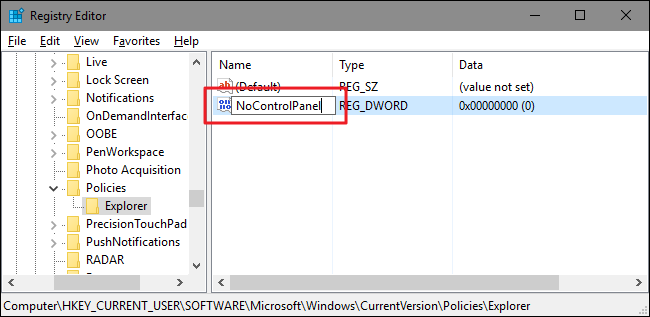 Registry Editor
File Edit View Favorites Help
Live
Lock Screen
Notifications
OnDemandInterfac
OOBE
PenWorkspace
Photo Acquisition
Policies
Explorer
PrecisionTouchPad
PushNotifications
RADAR
Name Type Data
ab (Default) REG_SZ (value not set)
NoControlPanel REG_DWORD 0x00000000 (0)
Computer\HKEY_CURRENT_USER\SOFTWARE\Microsoft\Windows\CurrentVersion\Policies\Explorer